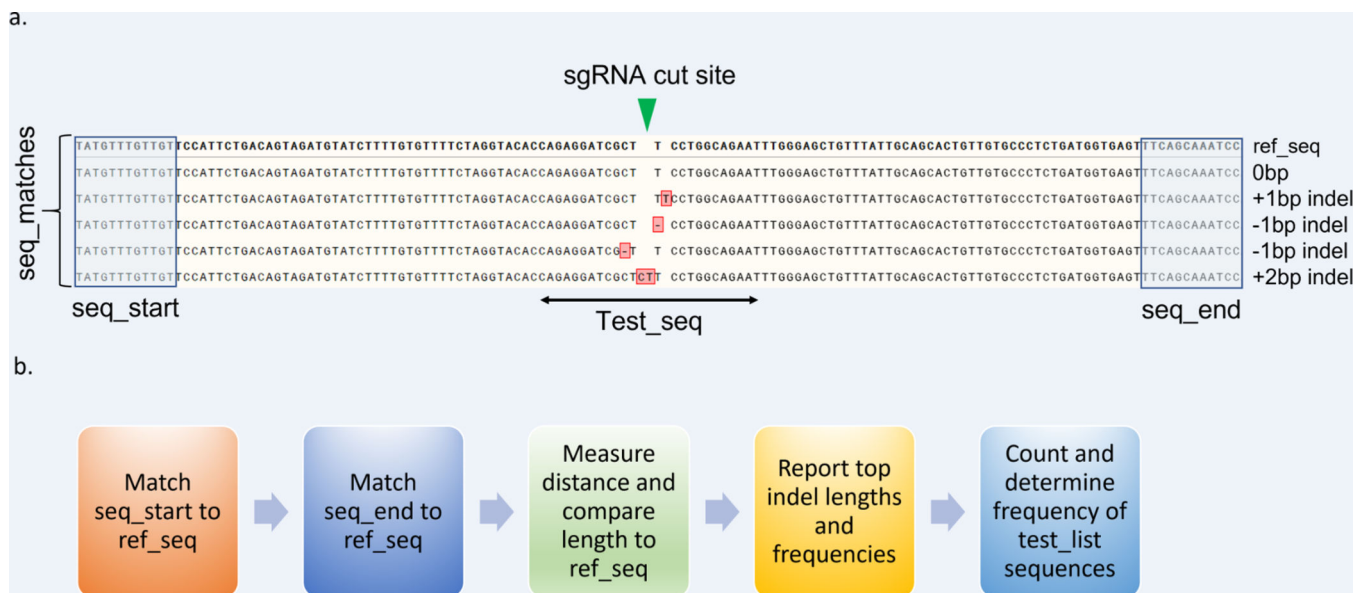 a.
sgRNA cut site
seq_matches
TATGTTTGTTGTTCCATTCTGACAGTAGATGTATCTTTTGTGTTTTCTAGGTACACCAGAGGATCGCT T CCTGGCAGAATTTGGGAGCTGTTTATTGCAGCACTGTTGTGCCCTCTGATGGTGAGTTTCAGCAAATCC ref_seq
TATGTTTGTTGTTCCATTCTGACAGTAGATGTATCTTTTGTGTTTTCTAGGTACACCAGAGGATCGCT T CCTGGCAGAATTTGGGAGCTGTTTATTGCAGCACTGTTGTGCCCTCTGATGGTGAGTTTCAGCAAATCC 0bp
TATGTTTGTTGTTCCATTCTGACAGTAGATGTATCTTTTGTGTTTTCTAGGTACACCAGAGGATCGCT TTCCTGGCAGAATTTGGGAGCTGTTTATTGCAGCACTGTTGTGCCCTCTGATGGTGAGTTTCAGCAAATCC +1bp indel
TATGTTTGTTGTTCCATTCTGACAGTAGATGTATCTTTTGTGTTTTCTAGGTACACCAGAGGATCGCT - CCTGGCAGAATTTGGGAGCTGTTTATTGCAGCACTGTTGTGCCCTCTGATGGTGAGTTTCAGCAAATCC -1bp indel
TATGTTTGTTGTTCCATTCTGACAGTAGATGTATCTTTTGTGTTTTCTAGGTACACCAGAGGATCG-T T CCTGGCAGAATTTGGGAGCTGTTTATTGCAGCACTGTTGTGCCCTCTGATGGTGAGTTTCAGCAAATCC -1bp indel
TATGTTTGTTGTTCCATTCTGACAGTAGATGTATCTTTTGTGTTTTCTAGGTACACCAGAGGATCGCTCTT CCTGGCAGAATTTGGGAGCTGTTTATTGCAGCACTGTTGTGCCCTCTGATGGTGAGTTTCAGCAAATCC +2bp indel
seq_start
Test_seq
seq_end
b.
Match
seq_start to
ref_seq
Match
seq_end to
ref_seq
Measure
distance and
compare
length to
ref_seq
Report top
indel lengths
and
frequencies
Count and
determine
frequency of
test_list
sequences